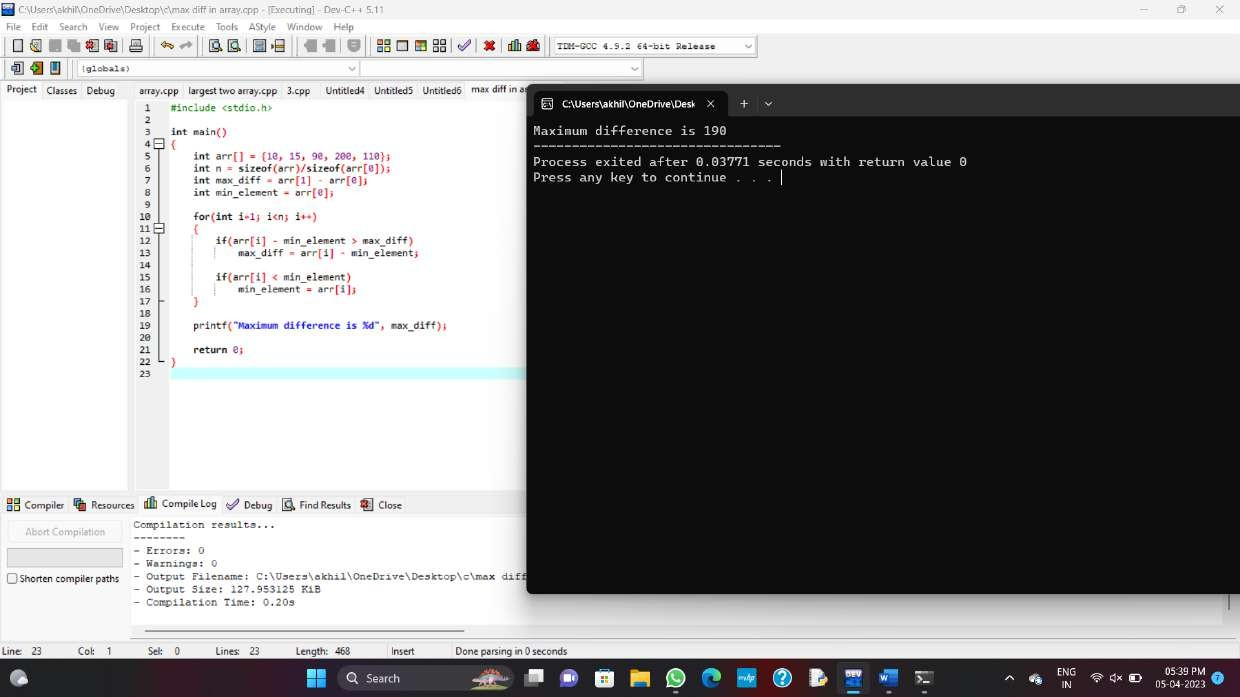 C:\Users\akhil\OneDrive\Desktop\c\max diff in array.cpp - [Executing] - Dev-C++ 5.11
File Edit Search View Project Execute Tools AStyle Window Help
TDM-GCC 4.9.2 64-bit Release
(globals)
Project Classes Debug
array.cpp largest two array.cpp 3.cpp Untitled4 Untitled5 Untitled6 max diff in
1 #include <stdio.h>
2
3 int main()
4 {
5 int arr[] = {10, 15, 90, 200, 110};
6 int n = sizeof(arr)/sizeof(arr[0]);
7 int max_diff = arr[1] - arr[0];
8 int min_element = arr[0];
9
10 for(int i=1; i<n; i++)
11 {
12 if(arr[i] - min_element > max_diff)
13 max_diff = arr[i] - min_element;
14
15 if(arr[i] < min_element)
16 min_element = arr[i];
17 }
18
19 printf("Maximum difference is %d", max_diff);
20
21 return 0;
22 }
23
C:\Users\akhil\OneDrive\Desk
Maximum difference is 190
--------------------------------
Process exited after 0.03771 seconds with return value 0
Press any key to continue . . .
Compiler Resources Compile Log Debug Find Results Close
Abort Compilation
Shorten compiler paths
Compilation results...
--------
- Errors: 0
- Warnings: 0
- Output Filename: C:\Users\akhil\OneDrive\Desktop\c\max diff
- Output Size: 127.953125 KiB
- Compilation Time: 0.20s
Line: 23 Col: 1 Sel: 0 Lines: 23 Length: 468 Insert Done parsing in 0 seconds
Search
DEV
W
ENG
IN
05:39 PM
05-04-2023
7